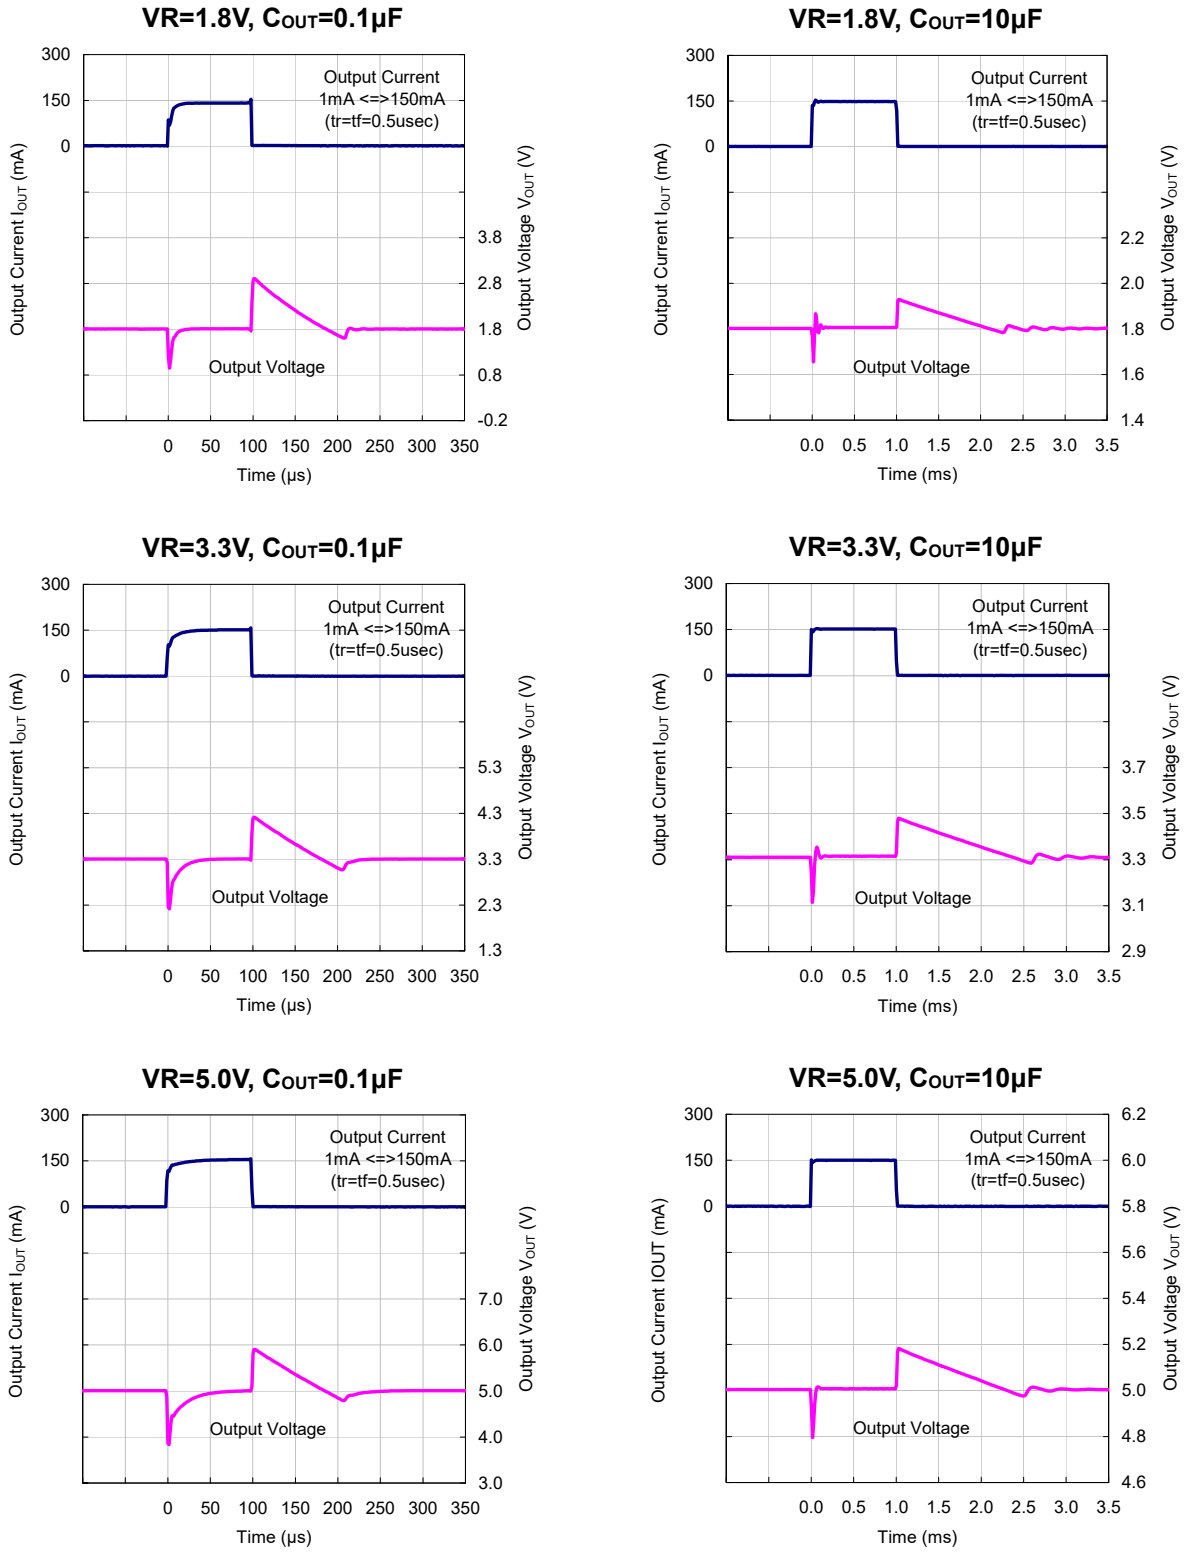 VR=1.8V, COUT=0.1µF
300
150
0
Output Current
1mA <=>150mA
(tr=tf=0.5usec)
Output Current IOUT (mA)
Output Voltage VOUT (V)
3.8
2.8
1.8
0.8
-0.2
Output Voltage
0 50 100 150 200 250 300 350
Time (µs)
VR=1.8V, COUT=10µF
300
150
0
Output Current
1mA <=>150mA
(tr=tf=0.5usec)
Output Current IOUT (mA)
Output Voltage VOUT (V)
2.2
2.0
1.8
1.6
1.4
Output Voltage
0.0 0.5 1.0 1.5 2.0 2.5 3.0 3.5
Time (ms)
VR=3.3V, COUT=0.1µF
300
150
0
Output Current
1mA <=>150mA
(tr=tf=0.5usec)
Output Current IOUT (mA)
Output Voltage VOUT (V)
5.3
4.3
3.3
2.3
1.3
Output Voltage
0 50 100 150 200 250 300 350
Time (µs)
VR=3.3V, COUT=10µF
300
150
0
Output Current
1mA <=>150mA
(tr=tf=0.5usec)
Output Current IOUT (mA)
Output Voltage VOUT (V)
3.7
3.5
3.3
3.1
2.9
Output Voltage
0.0 0.5 1.0 1.5 2.0 2.5 3.0 3.5
Time (ms)
VR=5.0V, COUT=0.1µF
300
150
0
Output Current
1mA <=>150mA
(tr=tf=0.5usec)
Output Current IOUT (mA)
Output Voltage VOUT (V)
7.0
6.0
5.0
4.0
3.0
Output Voltage
0 50 100 150 200 250 300 350
Time (µs)
VR=5.0V, COUT=10µF
300
150
0
Output Current
1mA <=>150mA
(tr=tf=0.5usec)
Output Current IOUT (mA)
Output Voltage VOUT (V)
6.2
6.0
5.8
5.6
5.4
5.2
5.0
4.8
4.6
Output Voltage
0.0 0.5 1.0 1.5 2.0 2.5 3.0 3.5
Time (ms)